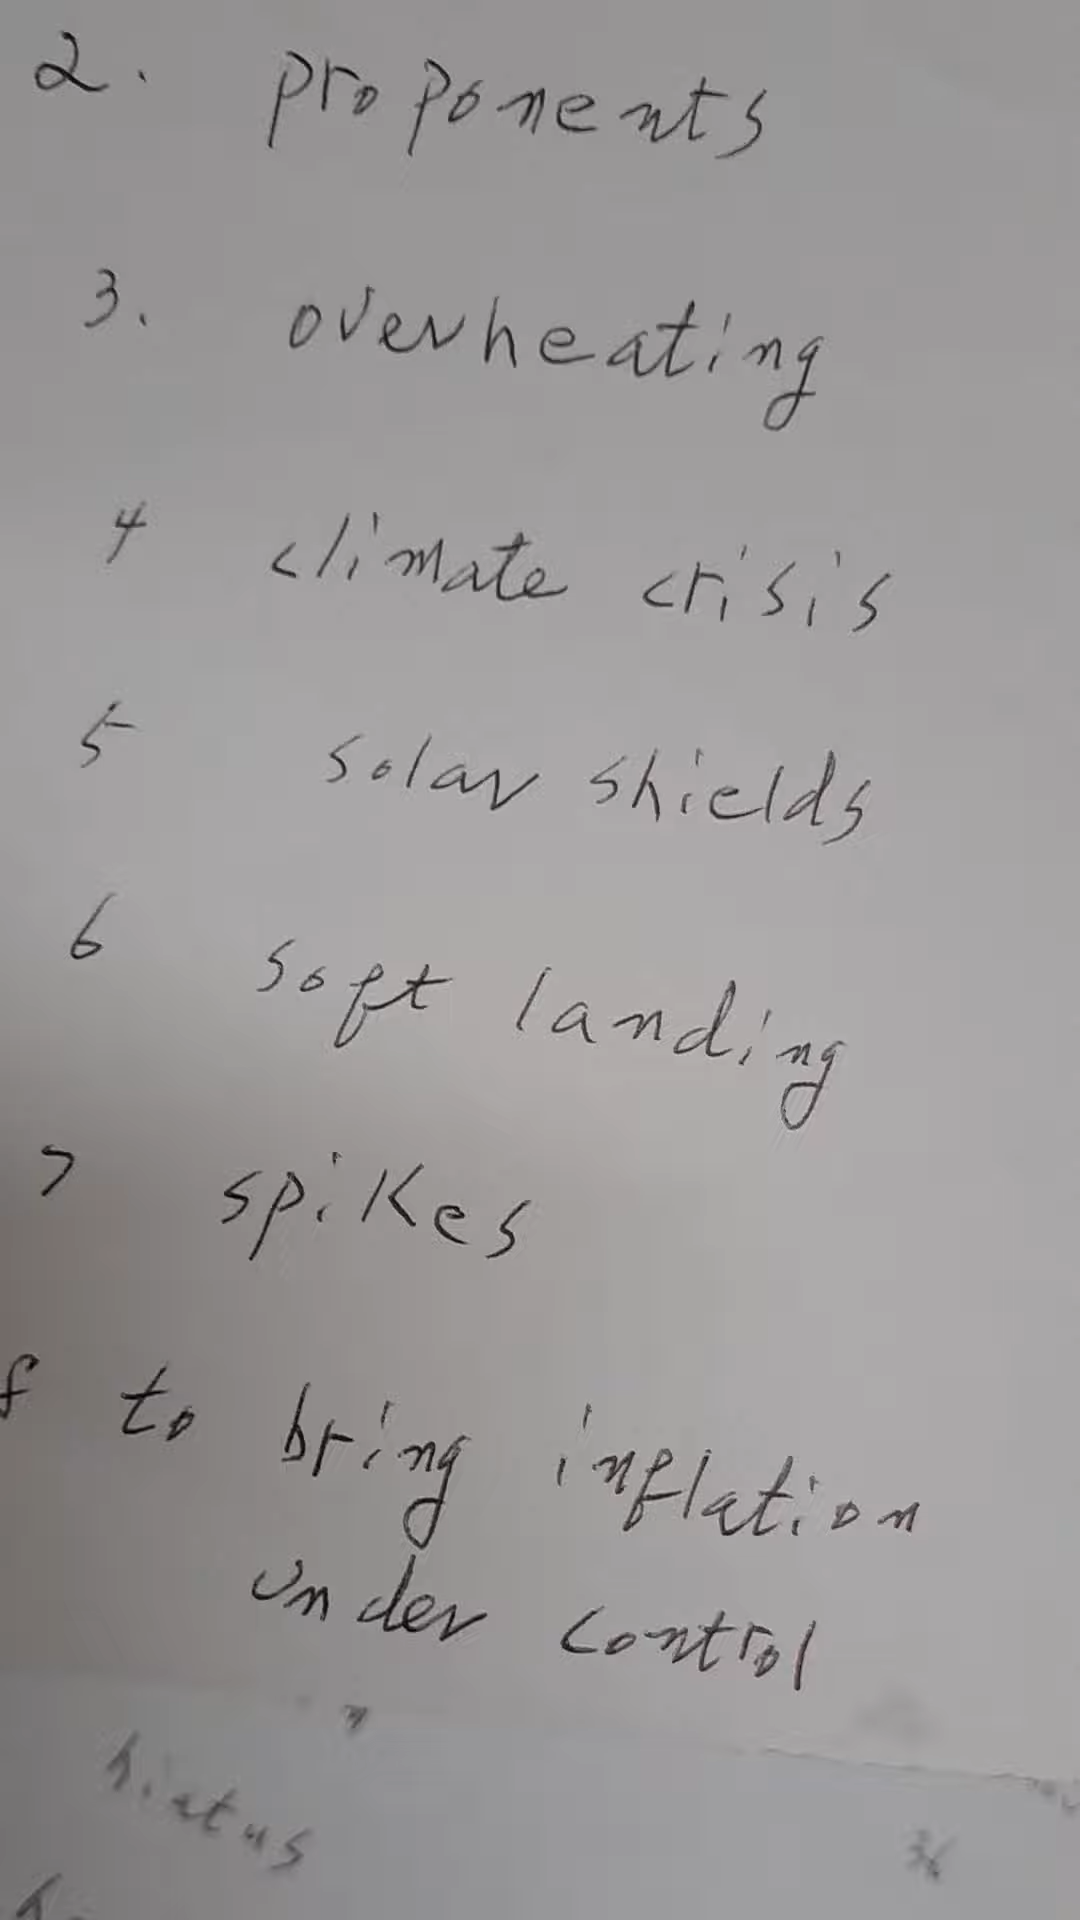 2. proponents
3. overheating
4 climate crisis
5 solar shields
6 soft landing
7 spikes
8 to bring inflation
under control
hiatus
36